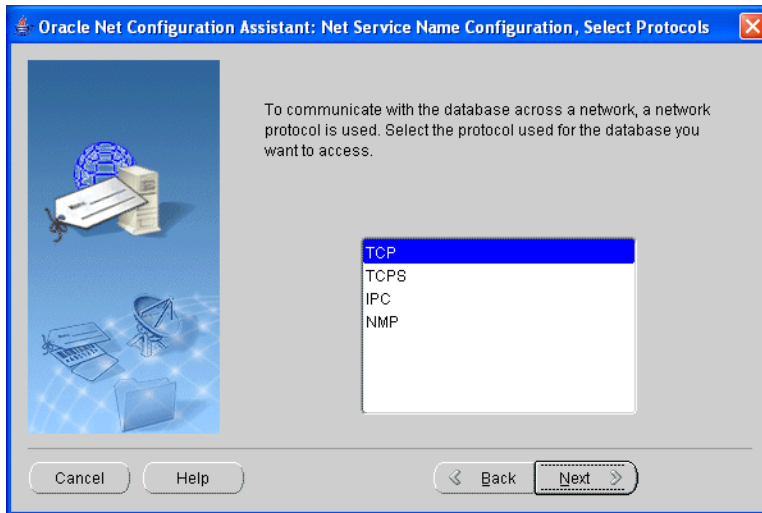 Oracle Net Configuration Assistant: Net Service Name Configuration, Select Protocols
To communicate with the database across a network, a network
protocol is used. Select the protocol used for the database you
want to access.
TCP
TCPS
IPC
NMP
Cancel
Help
Back
Next